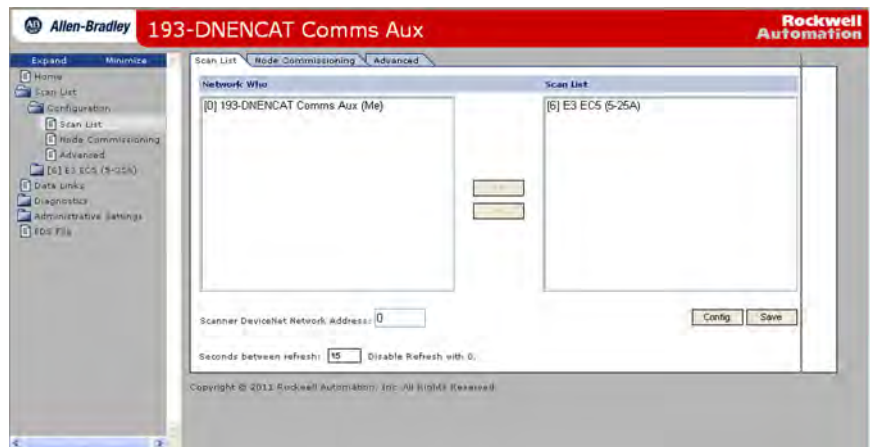 AB Allen-Bradley
193-DNENCAT Comms Aux
Rockwell
Automation
Expand Minimize
Home
Scan List
Configuration
Scan List
Node Commissioning
Advanced
[6] E3 EC5 (5-25A)
Data Links
Diagnostics
Administrative Settings
EDS File
Scan List Node Commissioning Advanced
Network Who
Scan List
[0] 193-DNENCAT Comms Aux (Me)
[6] E3 EC5 (5-25A)
Scanner DeviceNet Network Address: 0
Config Save
Seconds between refresh: 15 Disable Refresh with 0.
Copyright © 2011 Rockwell Automation, Inc. All Rights Reserved.